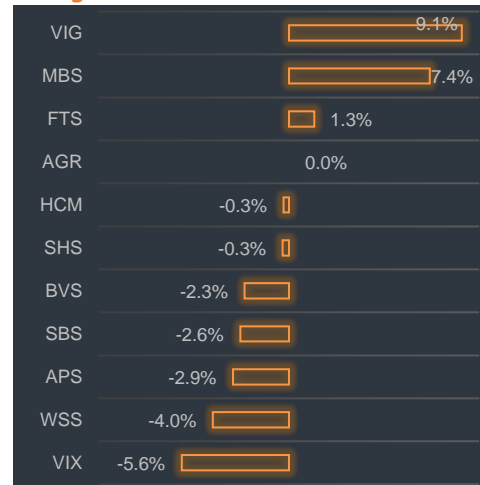 VIG 9.1%
MBS 7.4%
FTS 1.3%
AGR 0.0%
HCM -0.3%
SHS -0.3%
BVS -2.3%
SBS -2.6%
APS -2.9%
WSS -4.0%
VIX -5.6%